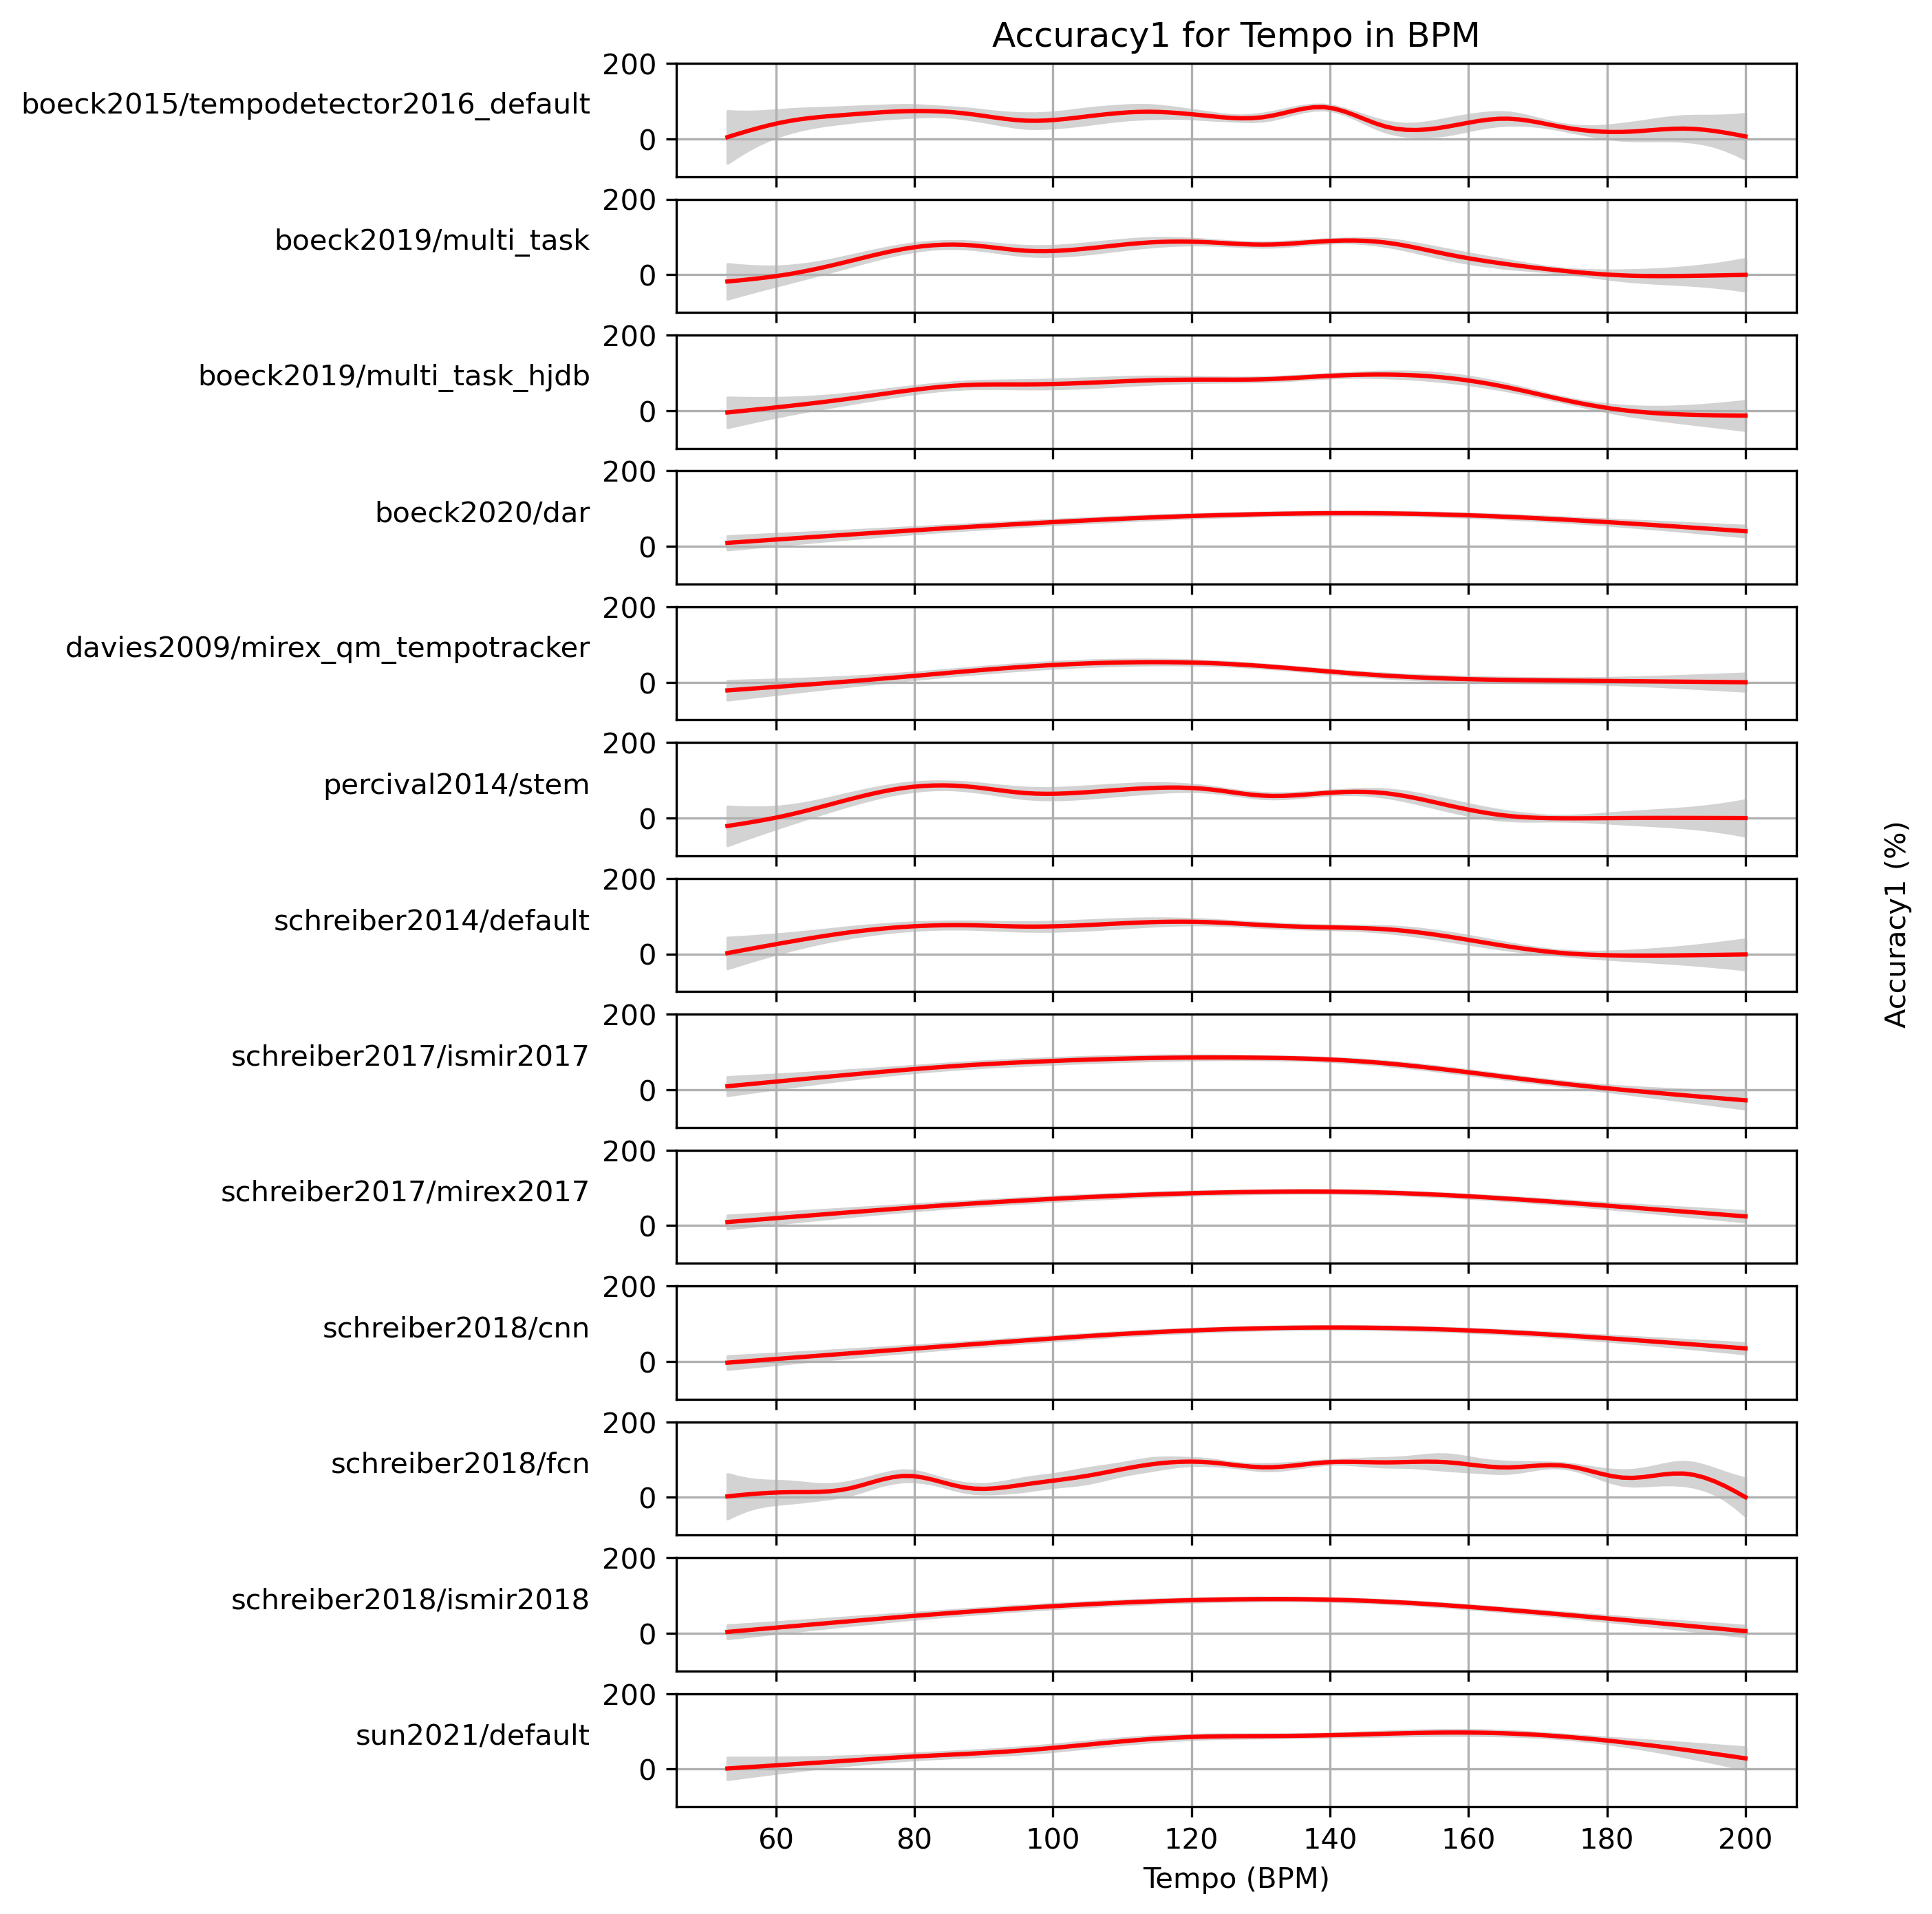 Accuracy1 for Tempo in BPM
200
boeck2015/tempodetector2016_default
0
200
boeck2019/multi_task
0
200
boeck2019/multi_task_hjdb
0
200
boeck2020/dar
0
200
davies2009/mirex_qm_tempotracker
0
200
percival2014/stem
0
200
schreiber2014/default
0
200
schreiber2017/ismir2017
0
200
schreiber2017/mirex2017
0
200
schreiber2018/cnn
0
200
schreiber2018/fcn
0
200
schreiber2018/ismir2018
0
200
sun2021/default
0
60 80 100 120 140 160 180 200
Tempo (BPM)
Accuracy1 (%)